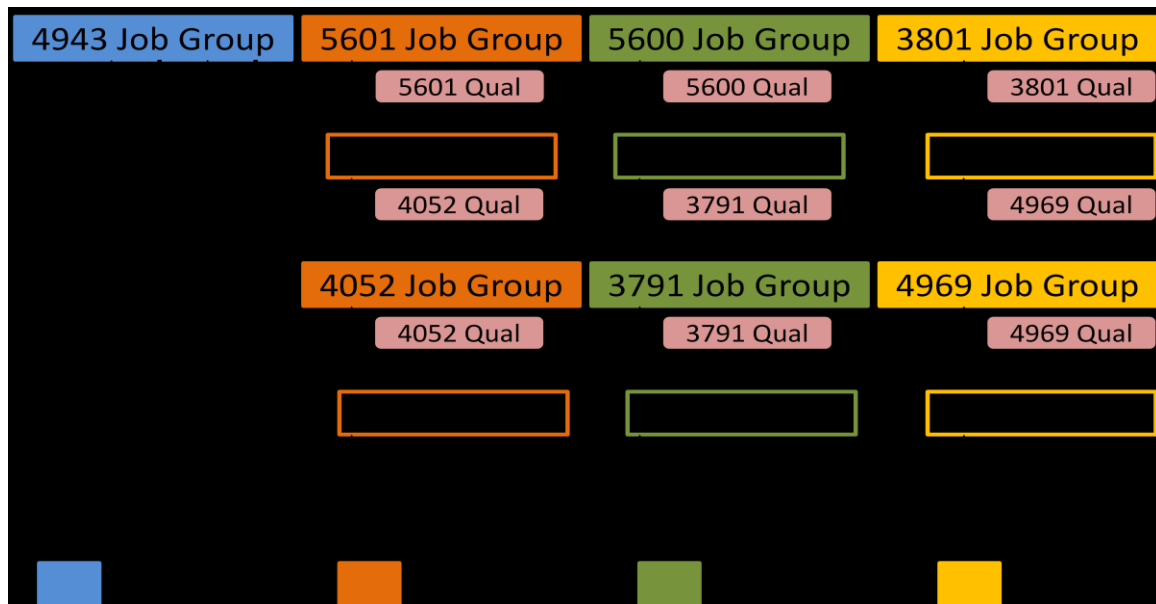 4943 Job Group
5601 Job Group
5600 Job Group
3801 Job Group
5601 Qual
5600 Qual
3801 Qual
4052 Qual
3791 Qual
4969 Qual
4052 Job Group
3791 Job Group
4969 Job Group
4052 Qual
3791 Qual
4969 Qual